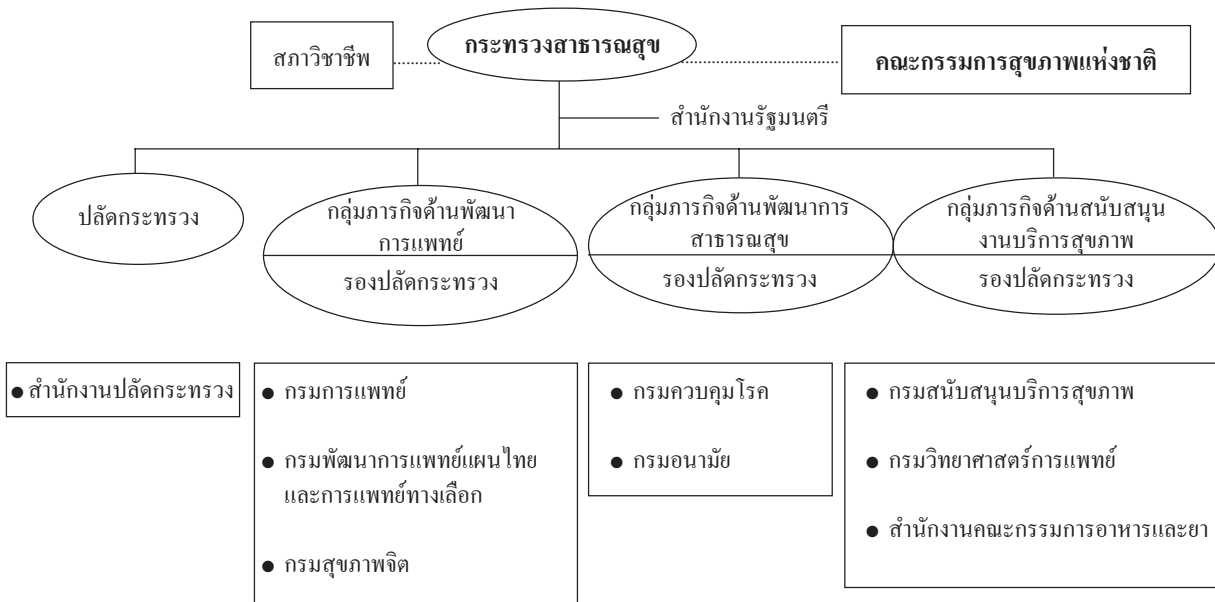 กระทรวงสาธารณสุข
สภาวิชาชีพ
คณะกรรมการสุขภาพแห่งชาติ
สำนักงานรัฐมนตรี
ปลัดกระทรวง
กลุ่มภารกิจด้านพัฒนา
การแพทย์
รองปลัดกระทรวง
กลุ่มภารกิจด้านพัฒนาการ
สาธารณสุข
รองปลัดกระทรวง
กลุ่มภารกิจด้านสนับสนุน
งานบริการสุขภาพ
รองปลัดกระทรวง
● สำนักงานปลัดกระทรวง
● กรมการแพทย์
● กรมพัฒนาการแพทย์แผนไทย
และการแพทย์ทางเลือก
● กรมสุขภาพจิต
● กรมควบคุมโรค
● กรมอนามัย
● กรมสนับสนุนบริการสุขภาพ
● กรมวิทยาศาสตร์การแพทย์
● สำนักงานคณะกรรมการอาหารและยา